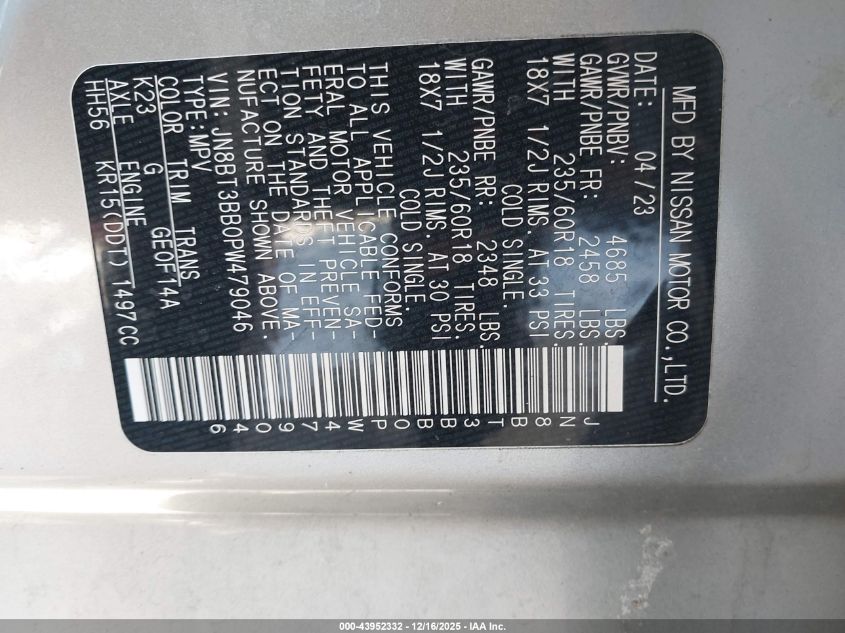 MFD BY NISSAN MOTOR CO.,LTD.
DATE: 04/23
GVWR/PNBV: 4685 LBS.
GAWR/PNBE FR: 2458 LBS.
WITH 235/60R18 TIRES.
18X7 1/2J RIMS. AT 33 PSI
COLD SINGLE.
GAWR/PNBE RR: 2348 LBS.
WITH 235/60R18 TIRES.
18X7 1/2J RIMS. AT 30 PSI
COLD SINGLE.
THIS VEHICLE CONFORMS
TO ALL APPLICABLE FED-
ERAL MOTOR VEHICLE SA-
FETY AND THEFT PREVEN-
TION STANDARDS IN EFF-
ECT ON THE DATE OF MA-
NUFACTURE SHOWN ABOVE.
VIN: JN8BT3BB0PW479046
TYPE: MPV
COLOR TRIM TRANS
K23 G GE0F14A
AXLE ENGINE
HH56 KR15(DDT) 1497CC
JN8BT3BB0PW479046
000-43952332 - 12/16/2025 - IAA Inc.